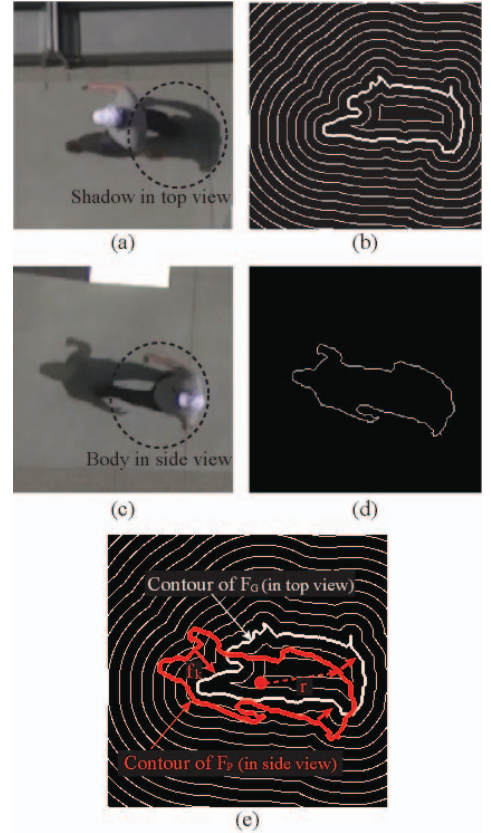 Shadow in top view
(a)
(b)
Body in side view
(c)
(d)
Contour of F_G (in top view)
f_i
r
Contour of F_P (in side view)
(e)